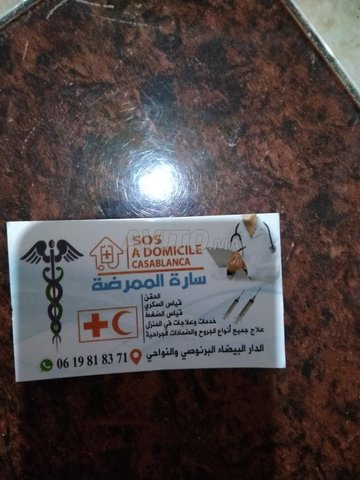 SOS
A DOMICILE
CASABLANCA
سارة الممرضة
الحقن
قياس السكري
قياس الضغط
خدمات وعلاجات في المنزل
علاج جميع أنواع الجروح والضمادات الجراحية
الدار البيضاء البرنوصي والنواحي
06 19 81 83 71